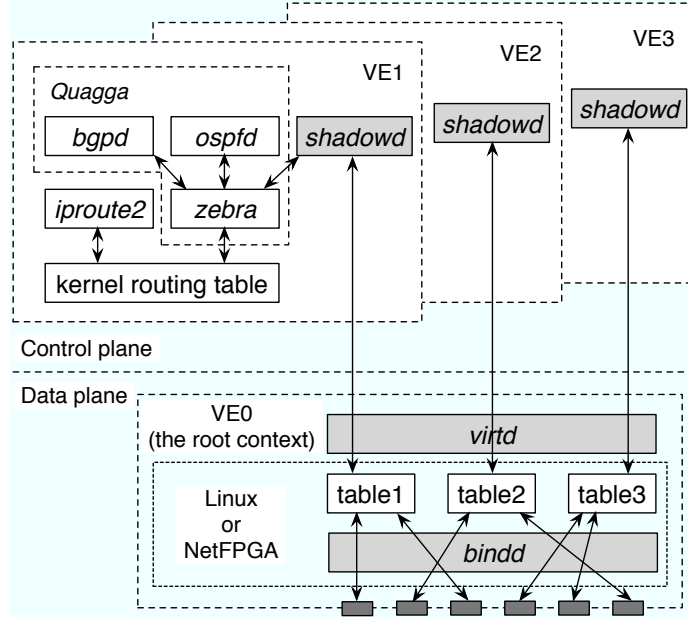 VE3
VE2
VE1
Quagga
bgpd
ospfd
shadowd
shadowd
shadowd
iproute2
zebra
kernel routing table
Control plane
Data plane
VE0
(the root context)
virtd
table1
table2
table3
Linux
or
NetFPGA
bindd